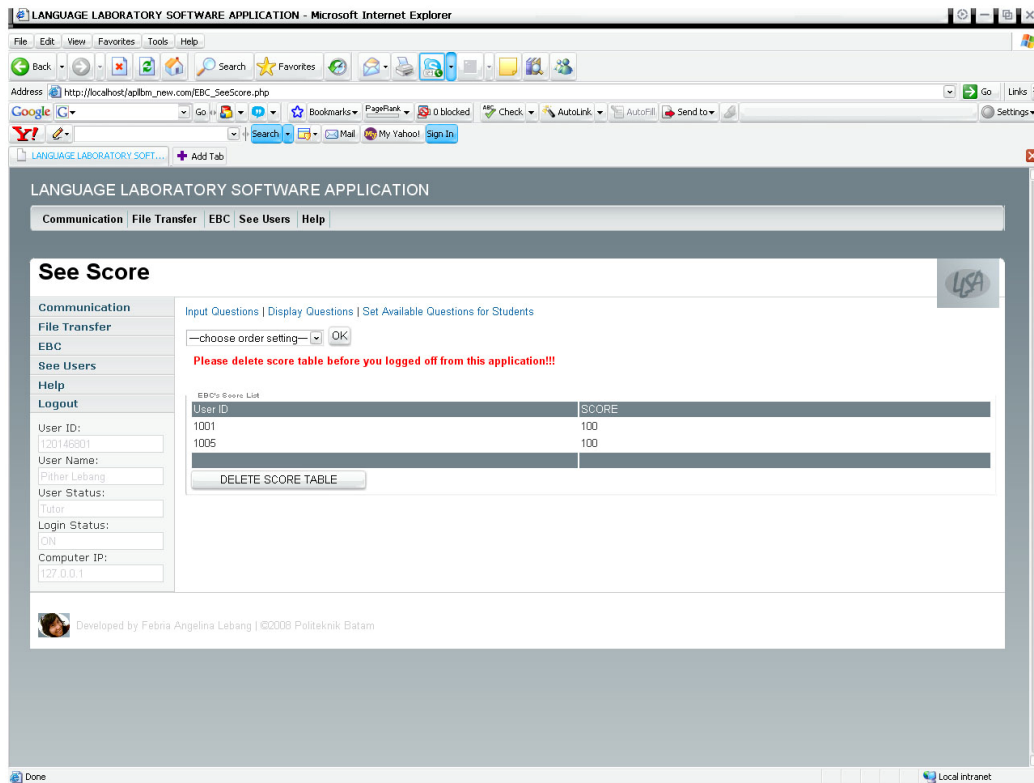 LANGUAGE LABORATORY SOFTWARE APPLICATION - Microsoft Internet Explorer
File Edit View Favorites Tools Help
Back Search Favorites
Address http://localhost/apllbm_new.com/EBC_SeeScore.php Go Links
Google G Go Bookmarks PageRank 0 blocked Check AutoLink AutoFill Send to Settings
Y! Search Mail My Yahoo! Sign In
LANGUAGE LABORATORY SOFT... Add Tab
LANGUAGE LABORATORY SOFTWARE APPLICATION
Communication File Transfer EBC See Users Help
See Score
LISA
Communication
File Transfer
EBC
See Users
Help
Logout
User ID:
120146801
User Name:
Pither Lebang
User Status:
Tutor
Login Status:
ON
Computer IP:
127.0.0.1
Input Questions | Display Questions | Set Available Questions for Students
—choose order setting— OK
Please delete score table before you logged off from this application!!!
EBC's Score List
User ID SCORE
1001 100
1005 100
DELETE SCORE TABLE
Developed by Febria Angelina Lebang | ©2008 Politeknik Batam
Done Local intranet